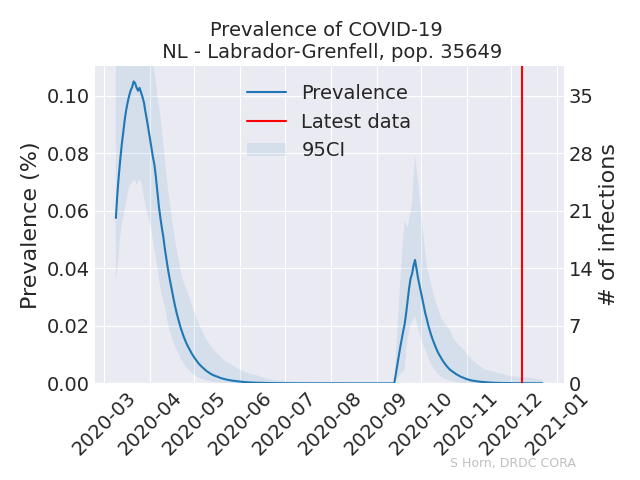 Prevalence of COVID-19
NL - Labrador-Grenfell, pop. 35649
Prevalence (%)
0.10
0.08
0.06
0.04
0.02
0.00
Prevalence
Latest data
95CI
35
28
21
14
7
0
# of infections
2020-03
2020-04
2020-05
2020-06
2020-07
2020-08
2020-09
2020-10
2020-11
2020-12
2021-01
S Horn, DRDC CORA